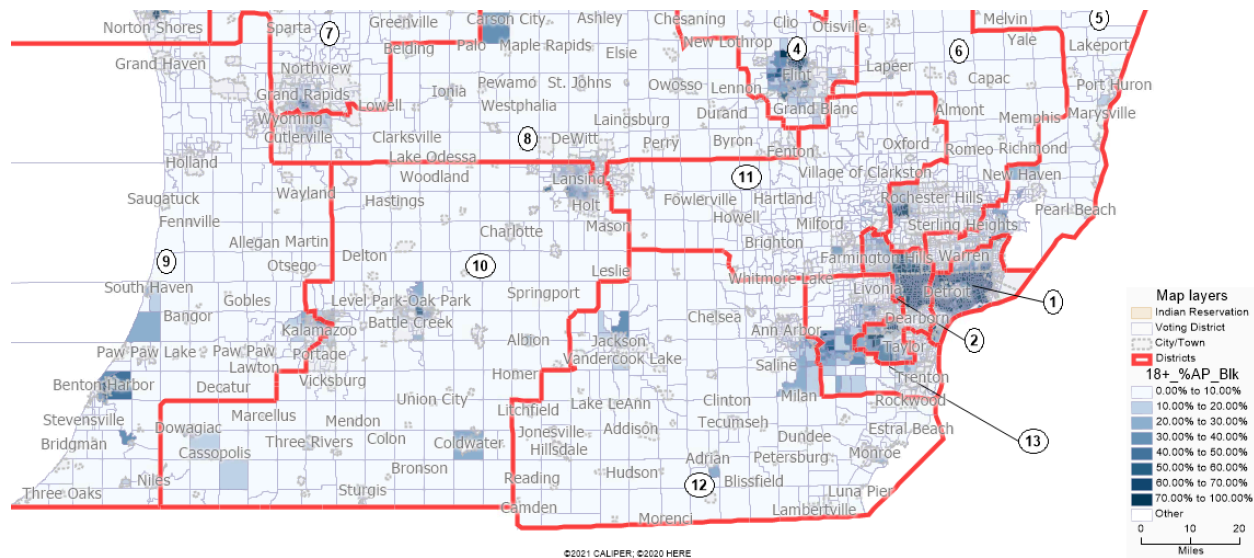 Norton Shores
Sparta
7
Greenville
Carson City
Ashley
Chesaning
Clio
Otisville
Melvin
5
Belding
Palo
Maple Rapids
Elsie
New Lothrop
4
6
Yale
Lakeport
Grand Haven
Northview
Flint
Lapeer
Capac
Grand Rapids
Lowell
Ionia
Pewamo
St. Johns
Owosso
Lennon
Port Huron
Westphalia
Grand Blanc
Almont
Memphis
Marysville
Wyoming
Cutlerville
Clarksville
8
DeWitt
Laingsburg
Durand
Perry
Byron
Fenton
Oxford
Romeo
Richmond
Holland
Lake Odessa
Woodland
Lansing
11
Village of Clarkston
New Haven
Saugatuck
Wayland
Hastings
Holt
Fowlerville
Hartland
Rochester Hills
Pearl Beach
Fennville
Charlotte
Mason
Howell
Milford
Sterling Heights
Allegan
Martin
Delton
Brighton
Farmington Hills
Warren
9
Otsego
10
Leslie
Whitmore Lake
South Haven
Gobles
Level Park-Oak Park
Springport
Livonia
Detroit
1
Bangor
Kalamazoo
Battle Creek
Chelsea
Ann Arbor
Dearborn
2
Paw Paw Lake
Paw Paw
Portage
Albion
Jackson
Vandercook Lake
Saline
Taylor
Lawton
Vicksburg
Homer
Trenton
Benton Harbor
Decatur
Union City
Litchfield
Lake LeAnn
Clinton
Milan
Rockwood
Stevensville
Marcellus
Mendon
Jonesville
Addison
Tecumseh
Estral Beach
Dowagiac
Three Rivers
Colon
Coldwater
Hillsdale
Dundee
13
Bridgman
Cassopolis
Bronson
Reading
Hudson
Adrian
Petersburg
Monroe
Niles
Blissfield
12
Three Oaks
Sturgis
Camden
Morenci
Luna Pier
Lambertville
Map layers
Indian Reservation
Voting District
City/Town
Districts
18+_%AP_Blk
0.00% to 10.00%
10.00% to 20.00%
20.00% to 30.00%
30.00% to 40.00%
40.00% to 50.00%
50.00% to 60.00%
60.00% to 70.00%
70.00% to 100.00%
Other
0 10 20
Miles
©2021 CALIPER; ©2020 HERE